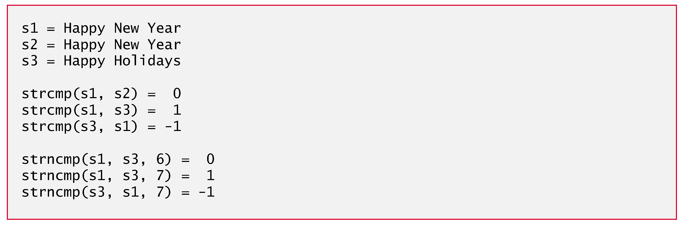 s1 = Happy New Year
s2 = Happy New Year
s3 = Happy Holidays
strcmp(s1, s2) =  0
strcmp(s1, s3) =  1
strcmp(s3, s1) = -1
strncmp(s1, s3, 6) =  0
strncmp(s1, s3, 7) =  1
strncmp(s3, s1, 7) = -1